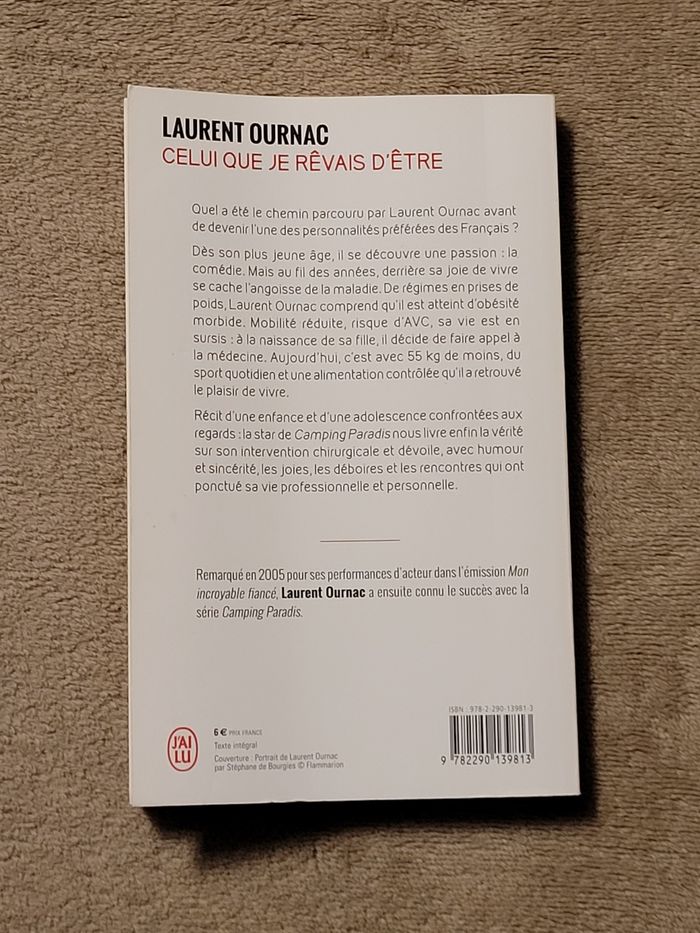 LAURENT OURNAC
CELUI QUE JE RÊVAIS D'ÊTRE
Quel a été le chemin parcouru par Laurent Ournac avant
de devenir l'une des personnalités préférées des Français ?
Dès son plus jeune âge, il se découvre une passion : la
comédie. Mais au fil des années, derrière sa joie de vivre
se cache l'angoisse de la maladie. De régimes en prises de
poids, Laurent Ournac comprend qu'il est atteint d'obésité
morbide. Mobilité réduite, risque d'AVC, sa vie est en
sursis : à la naissance de sa fille, il décide de faire appel à
la médecine. Aujourd'hui, c'est avec 55 kg de moins, du
sport quotidien et une alimentation contrôlée qu'il a retrouvé
le plaisir de vivre.
Récit d'une enfance et d'une adolescence confrontées aux
regards : la star de Camping Paradis nous livre enfin la vérité
sur son intervention chirurgicale et dévoile, avec humour
et sincérité, les joies, les déboires et les rencontres qui ont
ponctué sa vie professionnelle et personnelle.
Remarqué en 2005 pour ses performances d'acteur dans l'émission Mon
incroyable fiancé, Laurent Ournac a ensuite connu le succès avec la
série Camping Paradis.
J'AI
LU
6 € PRIX FRANCE
Texte intégral
Couverture : Portrait de Laurent Ournac
par Stéphane de Bourgies © Flammarion
ISBN : 978-2-290-13981-3
9 782290 139813